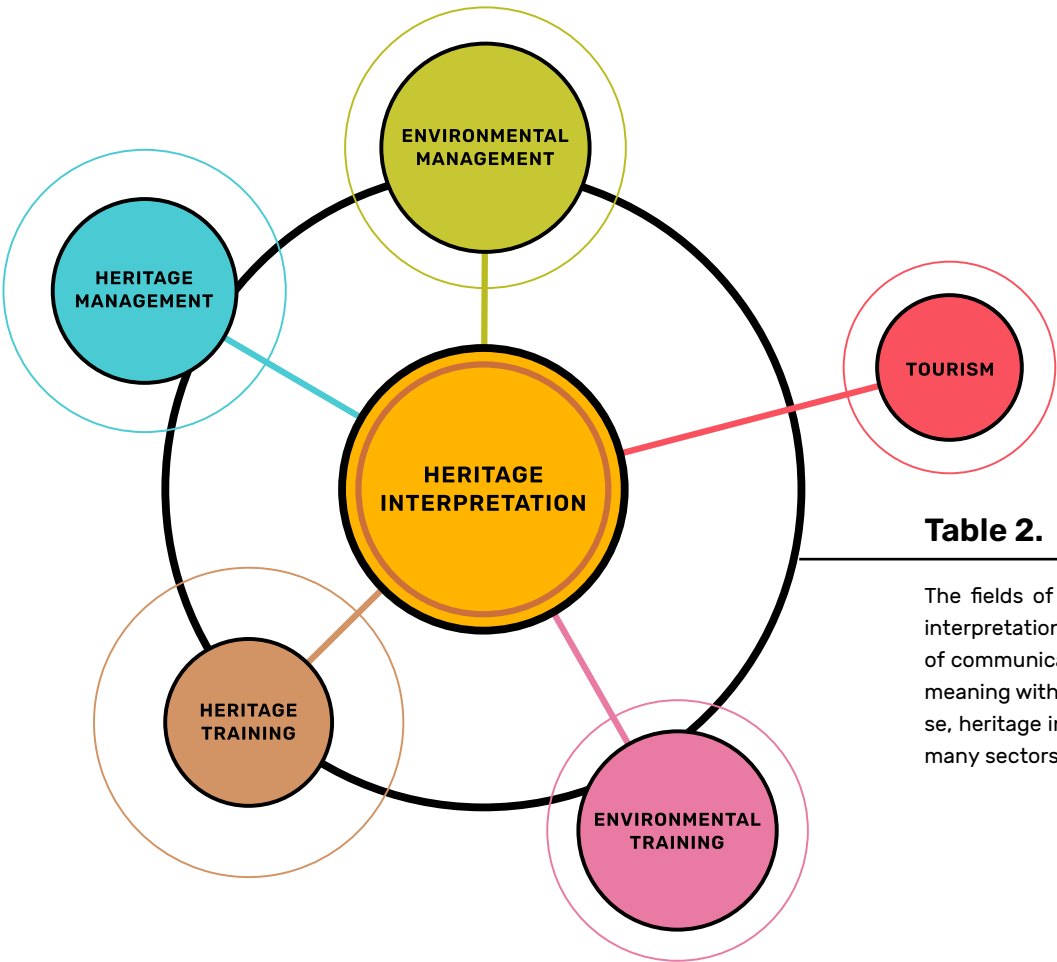 ENVIRONMENTAL
MANAGEMENT
HERITAGE
MANAGEMENT
TOURISM
HERITAGE
INTERPRETATION
HERITAGE
TRAINING
ENVIRONMENTAL
TRAINING
Table 2.
The fields of
interpretation
of communica
meaning with
se, heritage in
many sectors